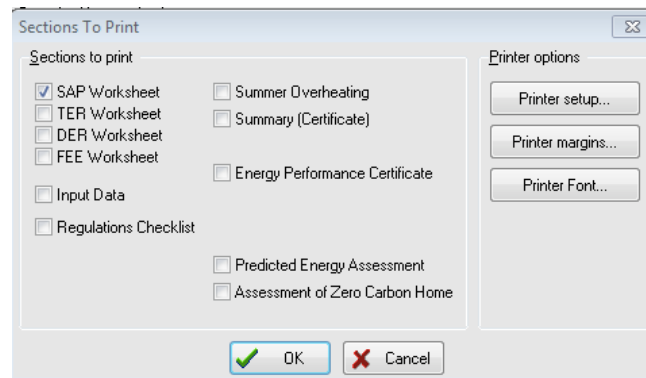 Sections To Print
Sections to print
SAP Worksheet
TER Worksheet
DER Worksheet
FEE Worksheet
Input Data
Regulations Checklist
Summer Overheating
Summary (Certificate)
Energy Performance Certificate
Predicted Energy Assessment
Assessment of Zero Carbon Home
Printer options
Printer setup...
Printer margins...
Printer Font...
OK
Cancel